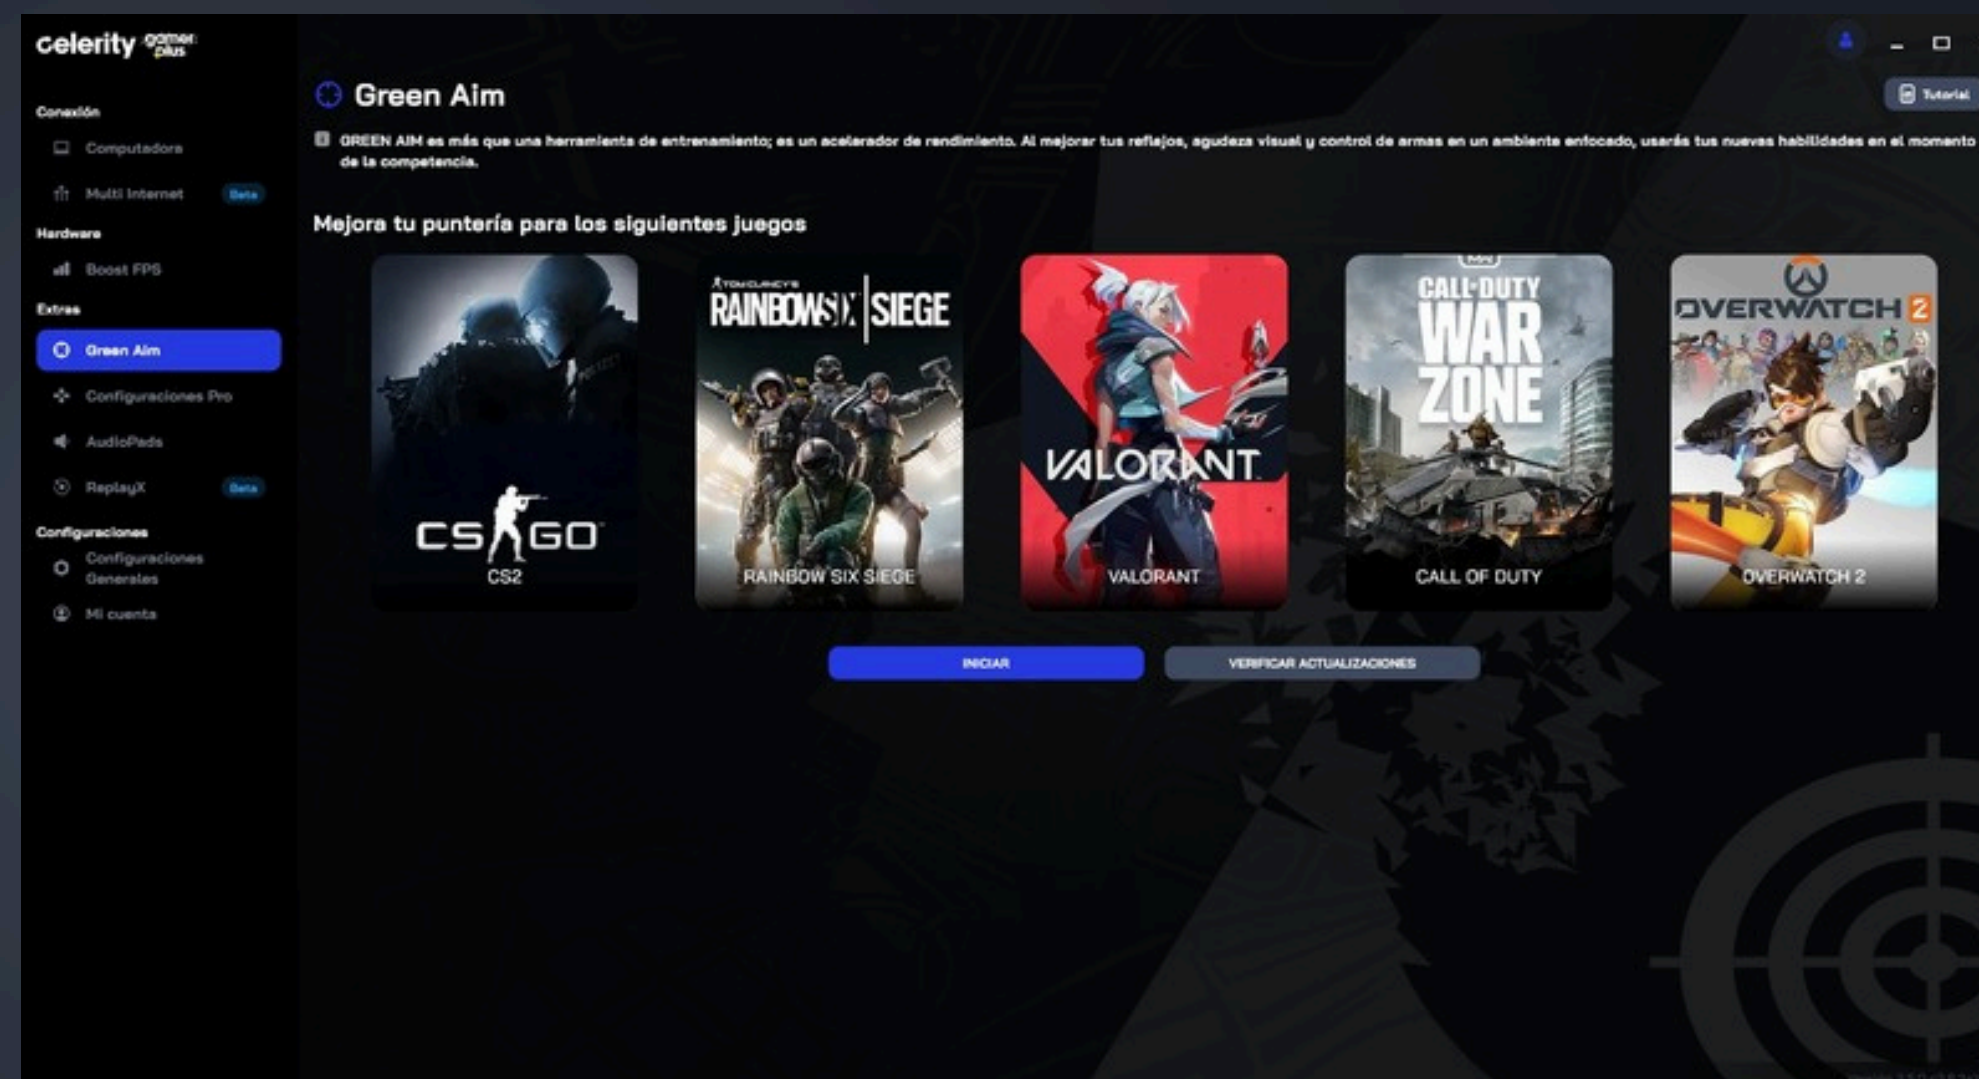 celerity gamer plus
Tutorial
Conexión
Computadora
Multi Internet Beta
Hardware
Boost FPS
Extras
Green Aim
Configuraciones Pro
AudioPads
ReplayX Beta
Configuraciones
Configuraciones
Generales
Mi cuenta
Green Aim
GREEN AIM es más que una herramienta de entrenamiento; es un acelerador de rendimiento. Al mejorar tus reflejos, agudeza visual y control de armas en un ambiente enfocado, usarás tus nuevas habilidades en el momento
de la competencia.
Mejora tu puntería para los siguientes juegos
CS GO
CS2
TOM CLANCY'S
RAINBOW SIX SIEGE
RAINBOW SIX SIEGE
VALORANT
VALORANT
MW
CALL OF DUTY
WAR
ZONE
CALL OF DUTY
OVERWATCH 2
OVERWATCH 2
INICIAR
VERIFICAR ACTUALIZACIONES